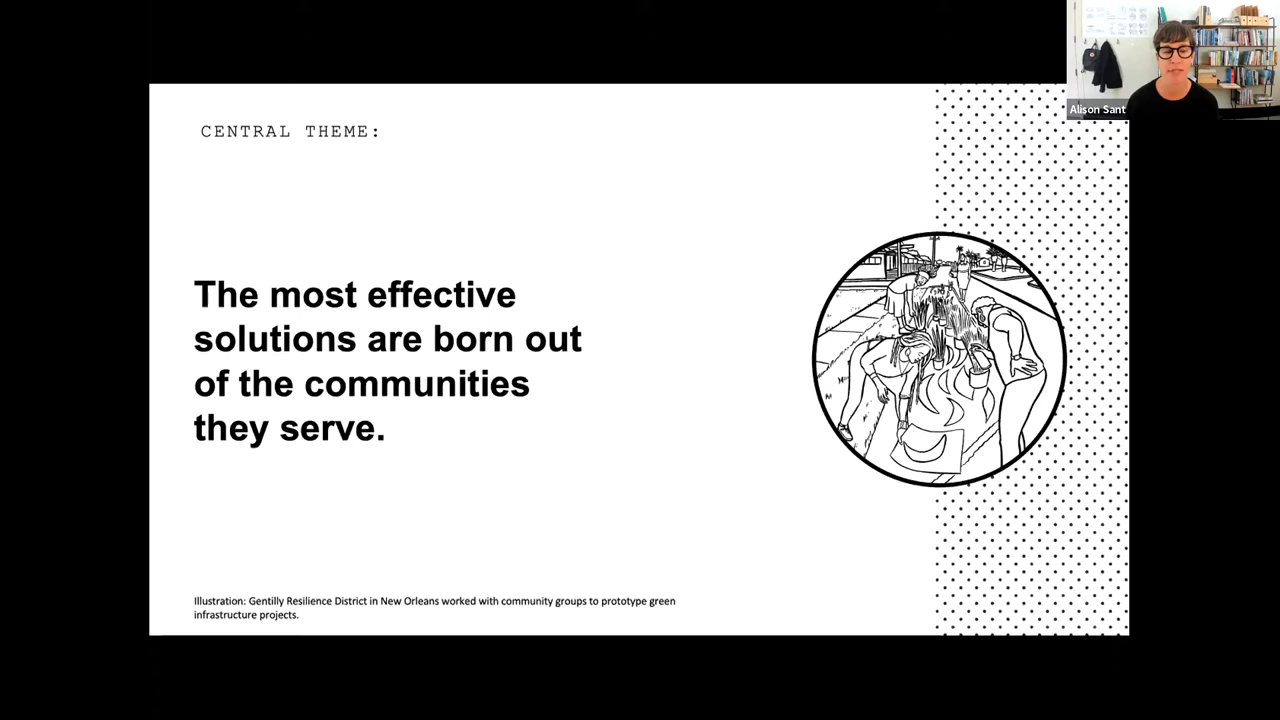 Alison Sant
CENTRAL THEME:
The most effective
solutions are born out
of the communities
they serve.
Illustration: Gentilly Resilience District in New Orleans worked with community groups to prototype green
infrastructure projects.